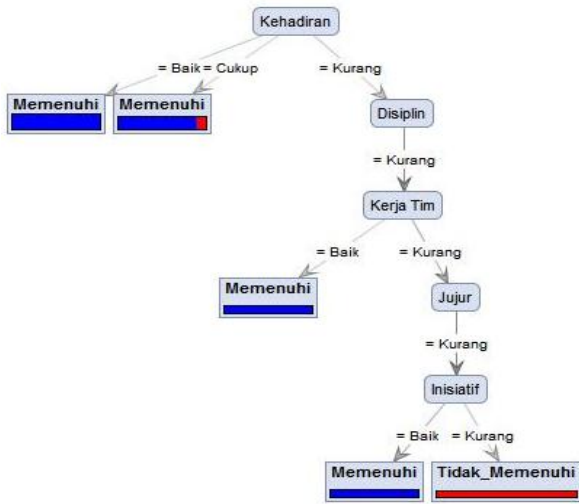 Kehadiran
= Baik = Cukup = Kurang
Memenuhi Memenuhi
Disiplin
= Kurang
Kerja Tim
= Baik = Kurang
Memenuhi
Jujur
= Kurang
Inisiatif
= Baik = Kurang
Memenuhi Tidak_Memenuhi